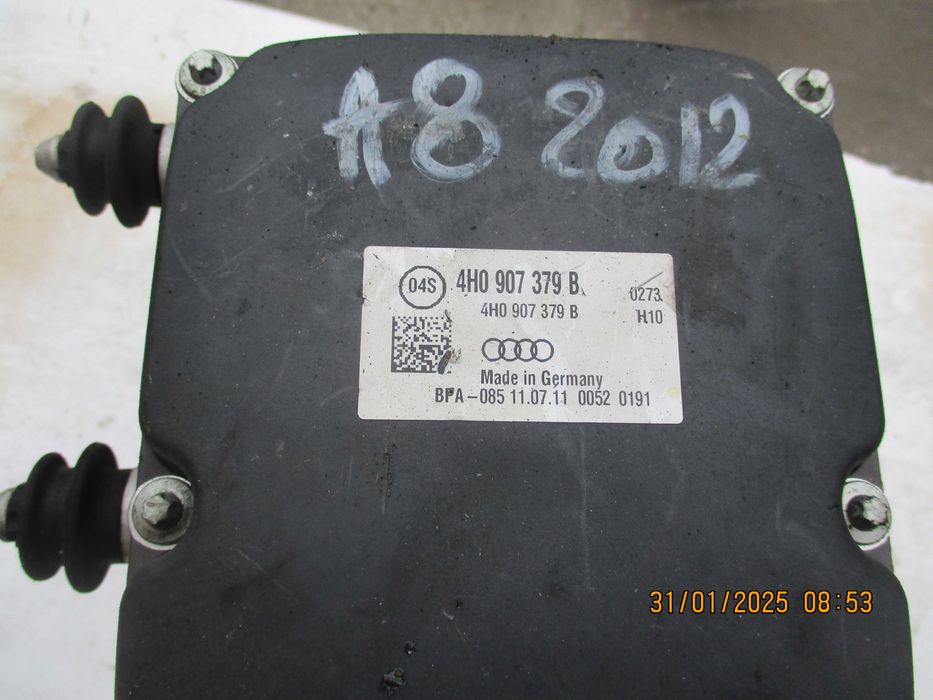 A8 2012
04S 4H0 907 379 B 0273
4H0 907 379 B H10
Made in Germany
BPA-085 11.07.11 0052 0191
31/01/2025 08:53